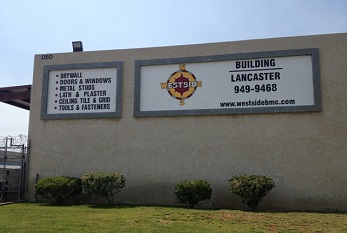 050
• DRYWALL
• DOORS & WINDOWS
• METAL STUDS
• LATH & PLASTER
• CEILING TILE & GRID
• TOOLS & FASTENERS
WESTSIDE
BUILDING
LANCASTER
949-9468
www.westsidebmc.com